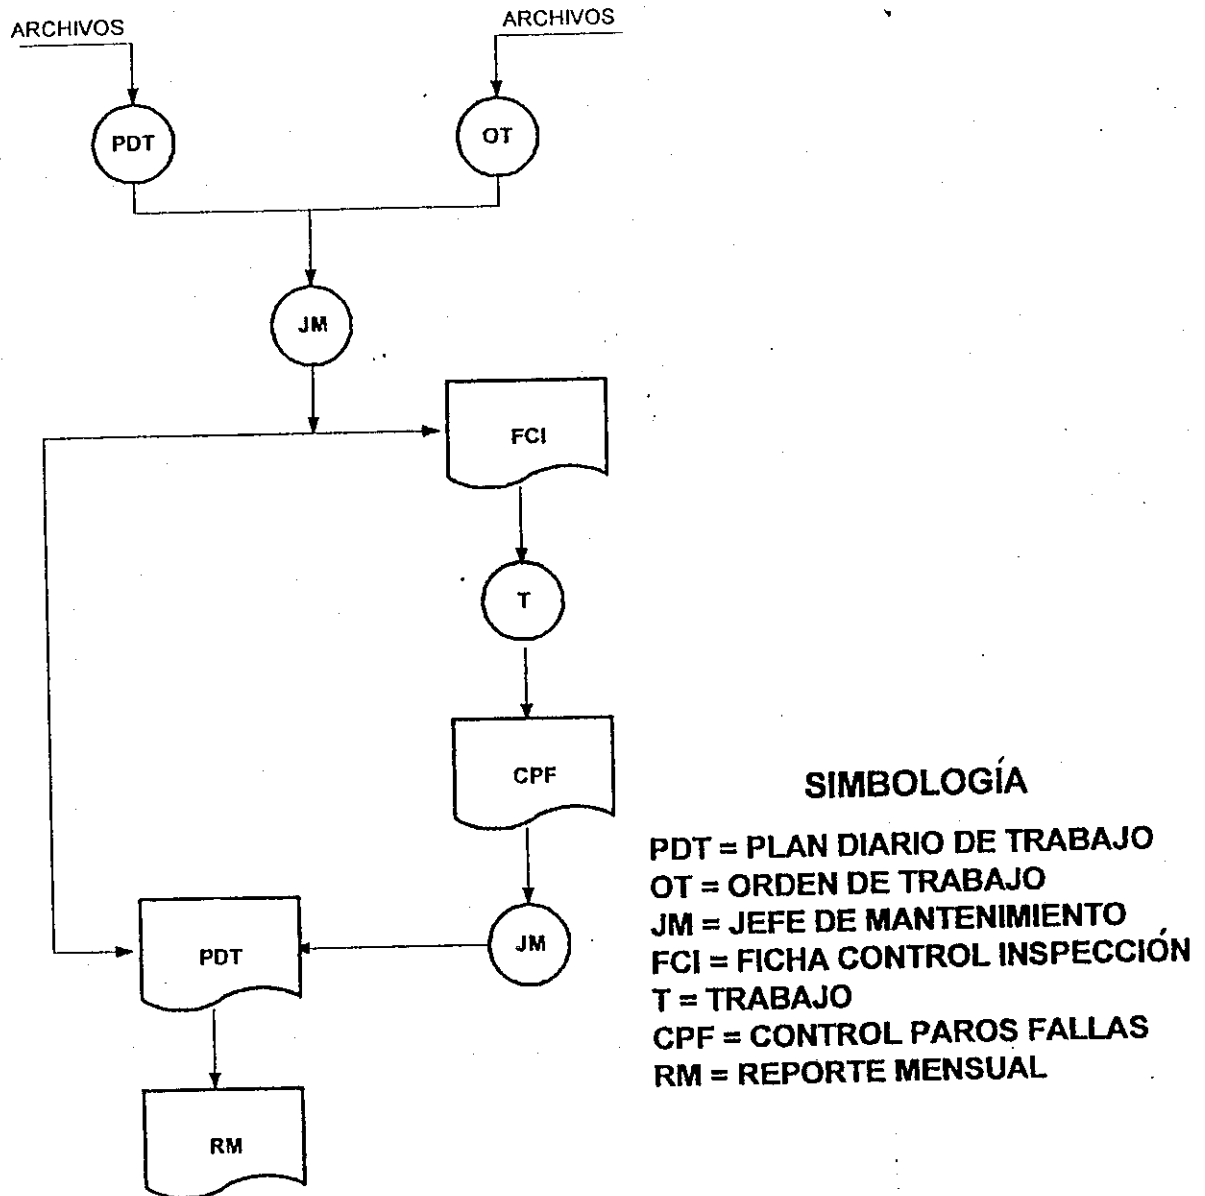 ARCHIVOS
ARCHIVOS
PDT
OT
JM
FCI
T
CPF
JM
PDT
RM
SIMBOLOGÍA
PDT = PLAN DIARIO DE TRABAJO
OT = ORDEN DE TRABAJO
JM = JEFE DE MANTENIMIENTO
FCI = FICHA CONTROL INSPECCIÓN
T = TRABAJO
CPF = CONTROL PAROS FALLAS
RM = REPORTE MENSUAL